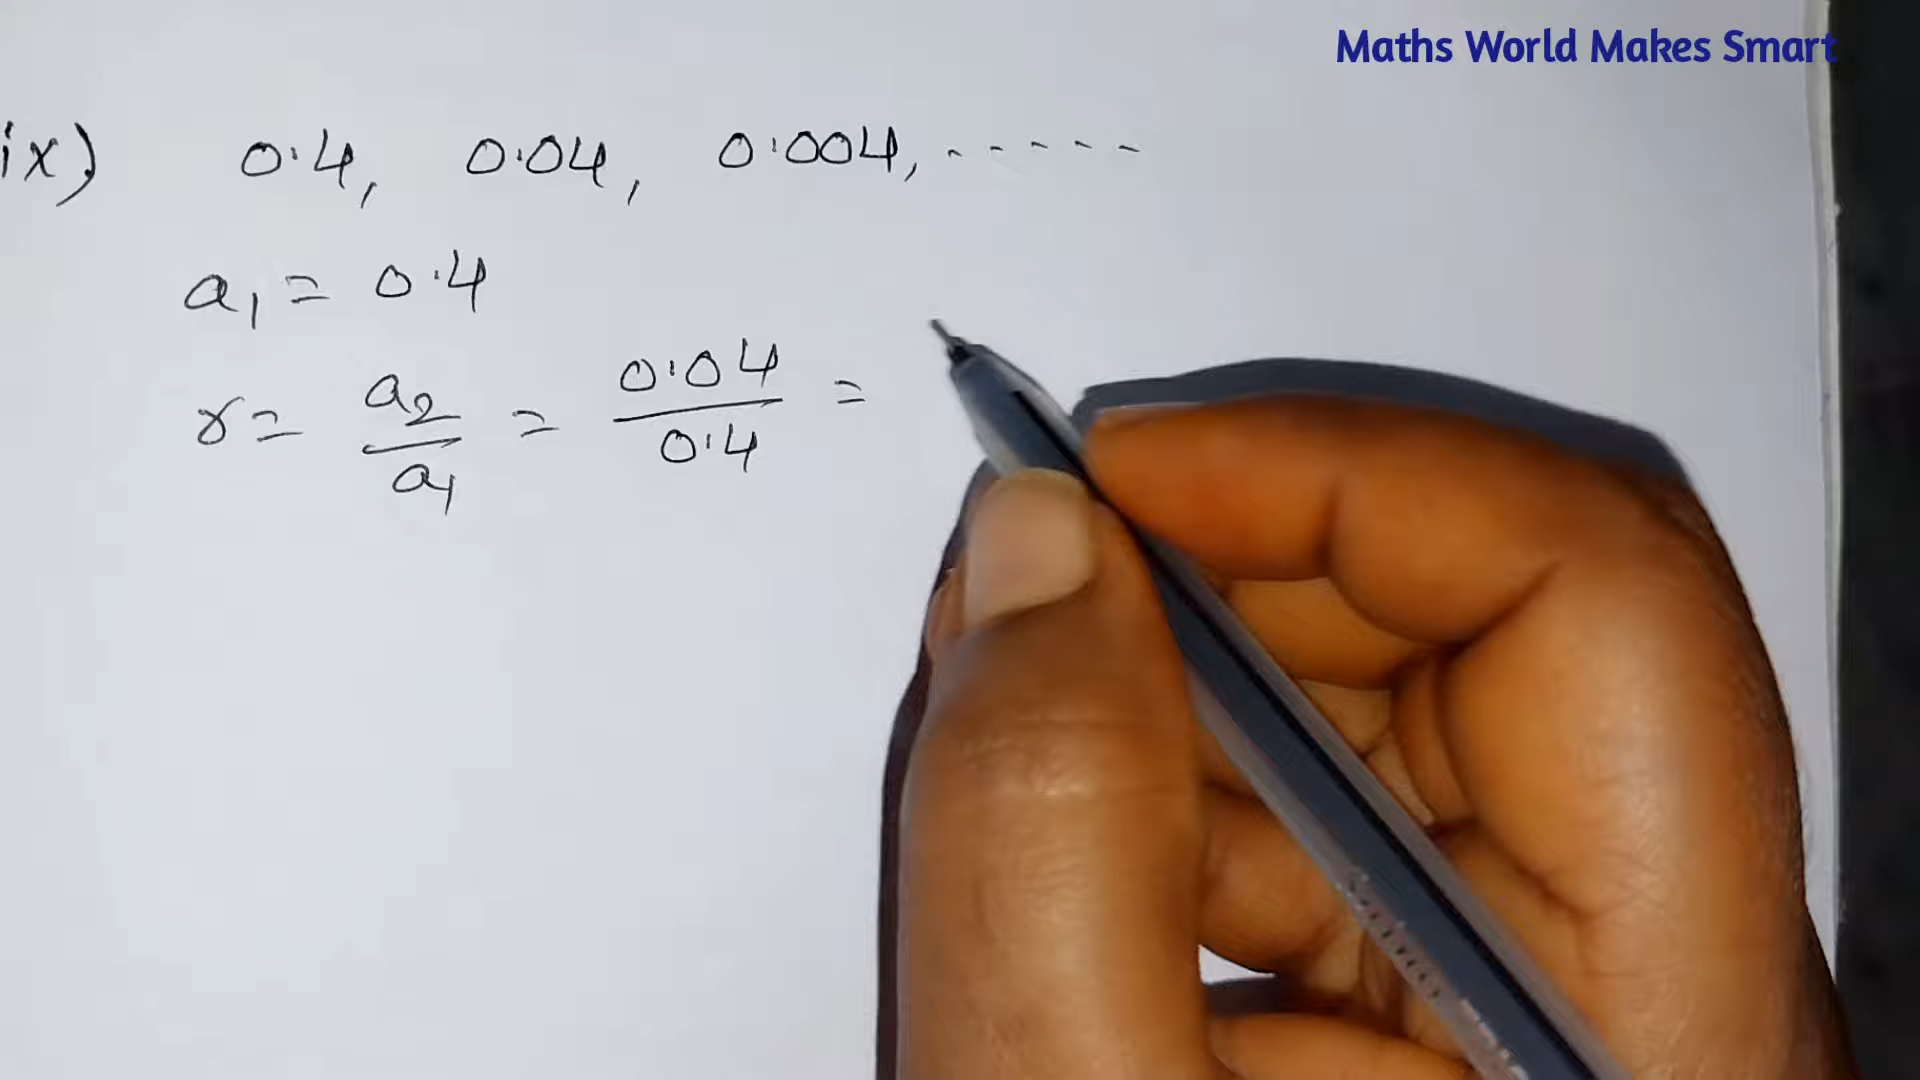 Maths World Makes Smart
ix) 0.4, 0.04, 0.004, -----
a₁ = 0.4
r = a₂/a₁ = 0.04/0.4 =